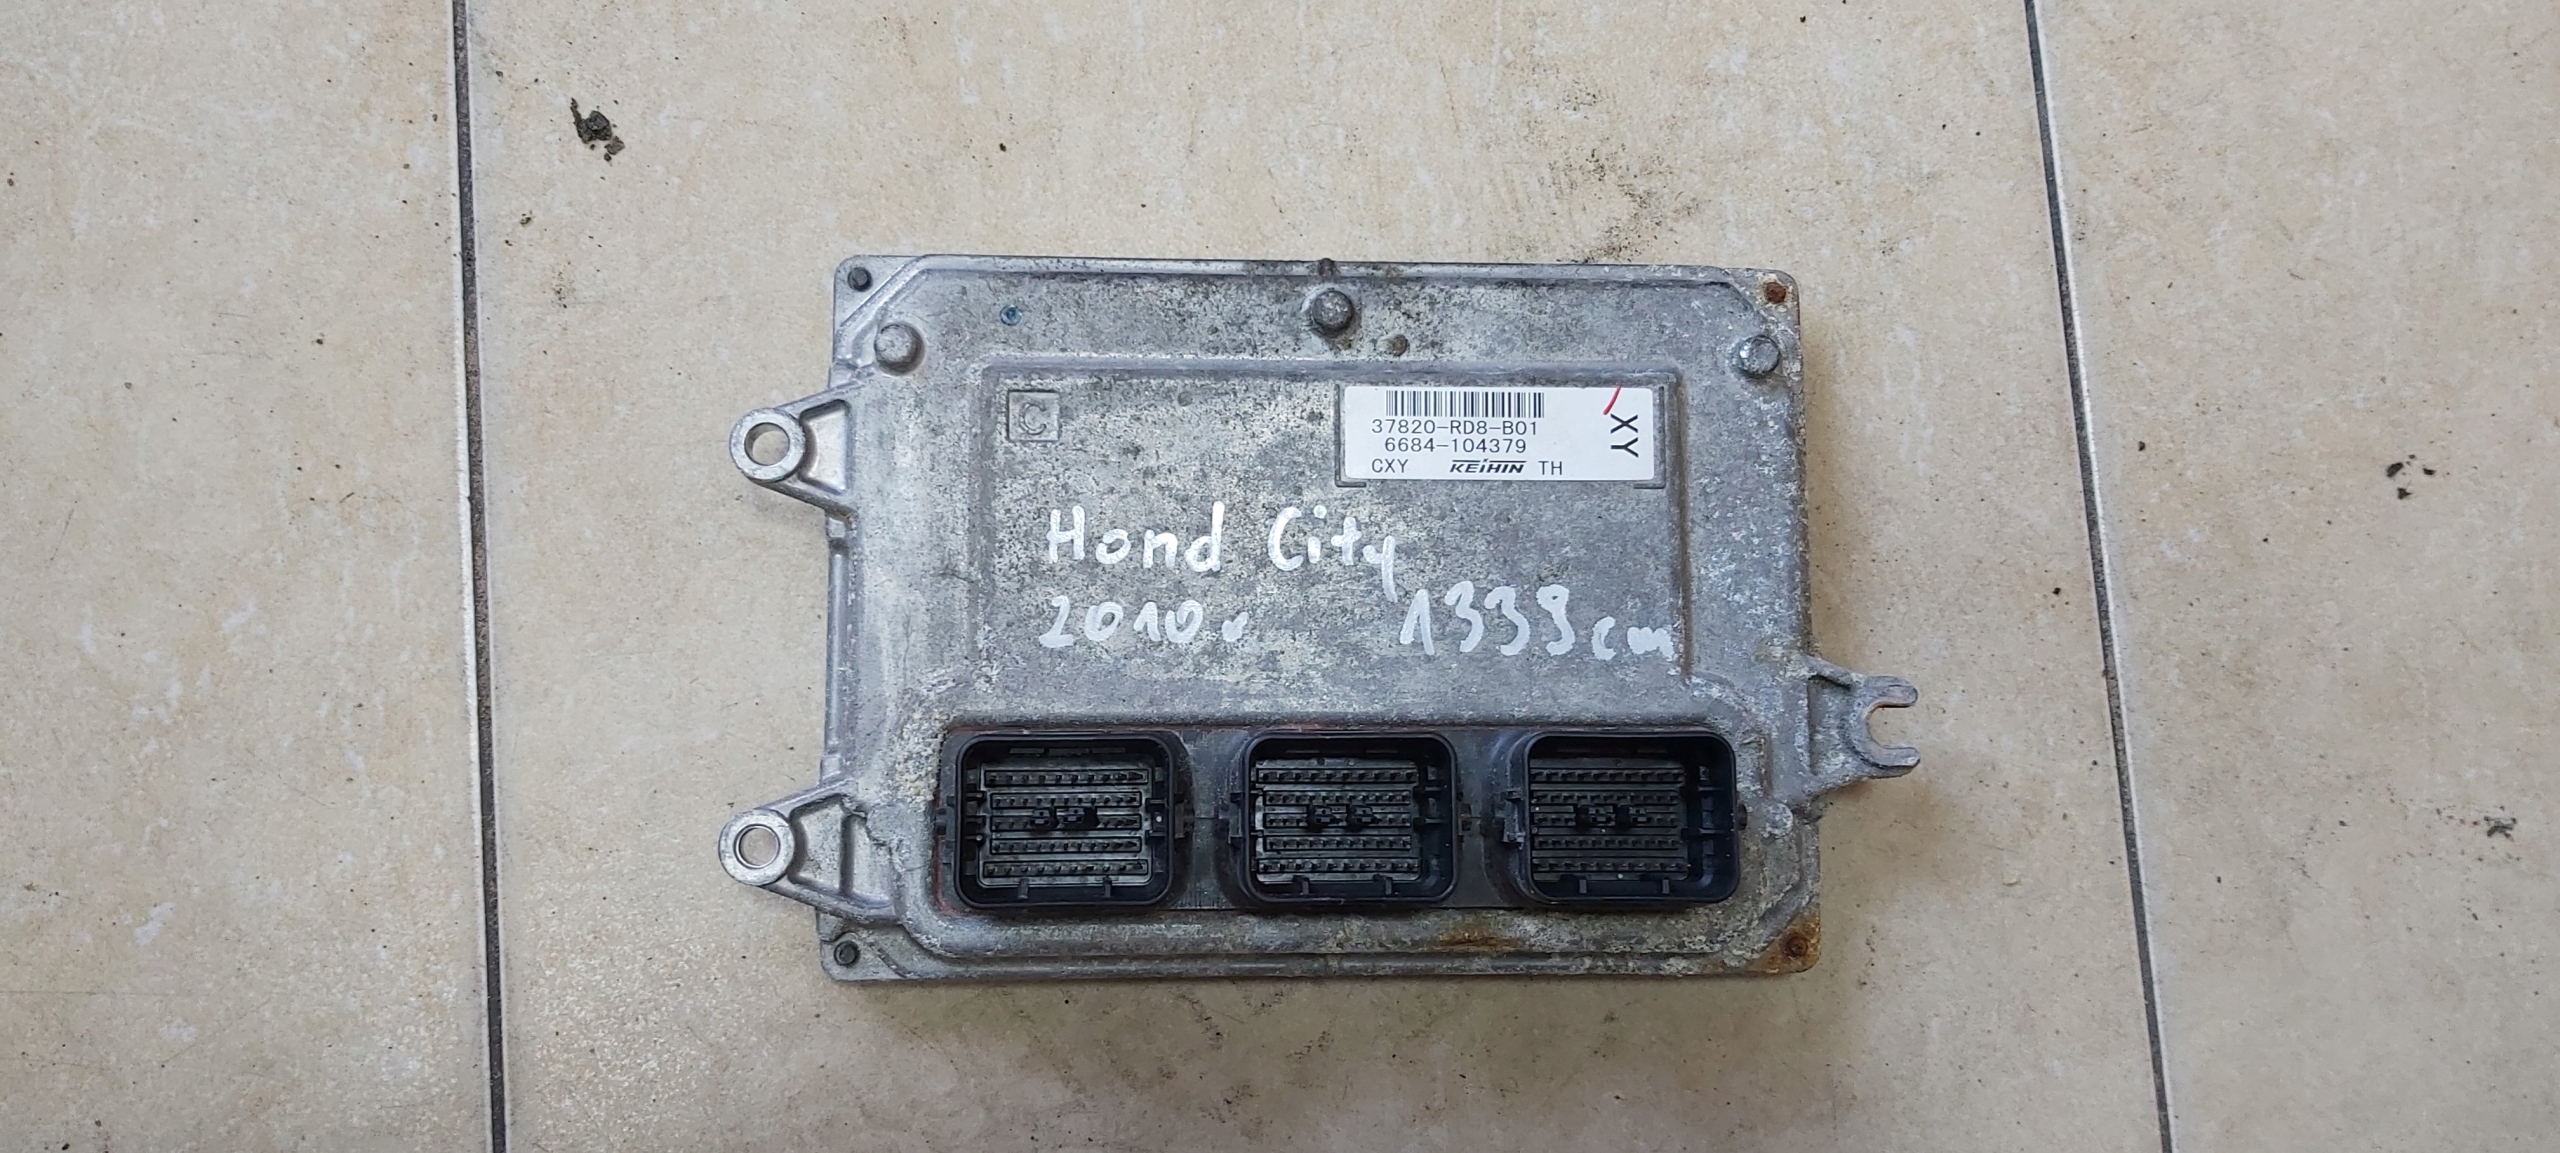 C
37820-RD8-B01
6684-104379
CXY KEIHIN TH
XY
Hond City
2010r 1339cm